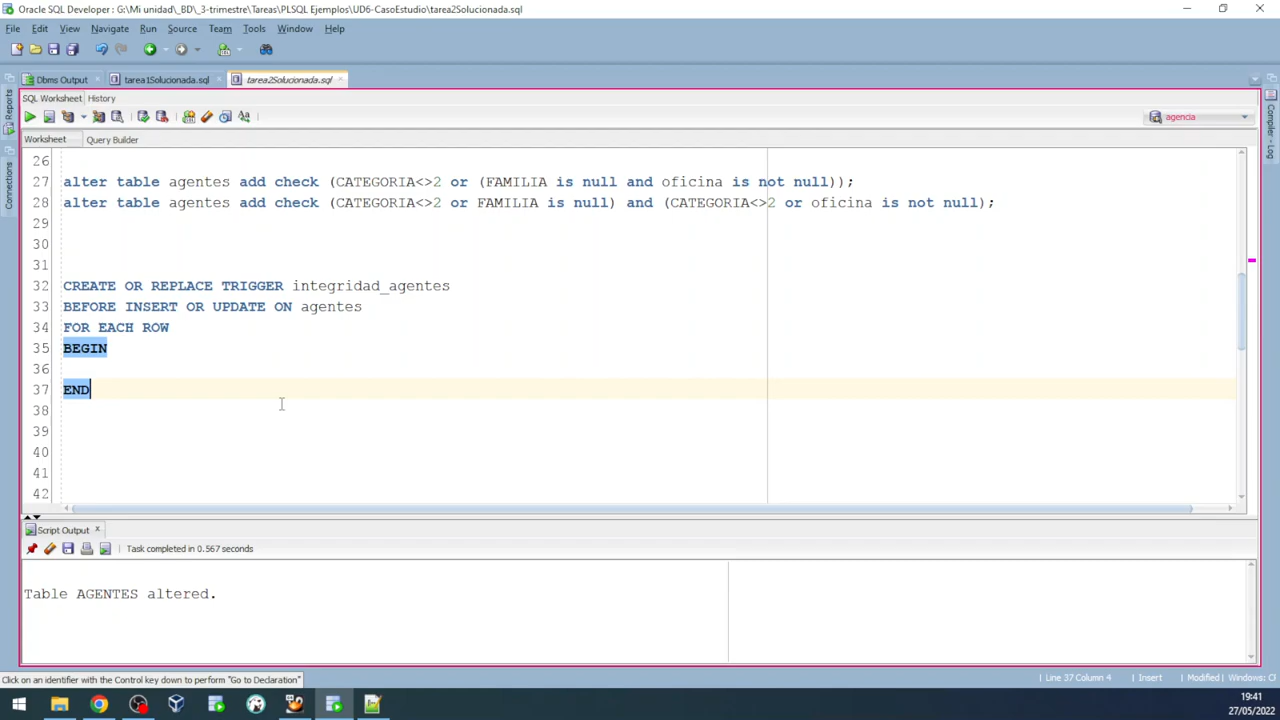 Oracle SQL Developer : G:\Mi unidad\_BD\_3-trimestre\Tareas\PLSQL Ejemplos\UD6-CasoEstudio\tarea2Solucionada.sql
File Edit View Navigate Run Source Team Tools Window Help
Dbms Output tarea1Solucionada.sql tarea2Solucionada.sql
SQL Worksheet History
agenda
Worksheet Query Builder
26
27 alter table agentes add check (CATEGORIA<>2 or (FAMILIA is null and oficina is not null));
28 alter table agentes add check (CATEGORIA<>2 or FAMILIA is null) and (CATEGORIA<>2 or oficina is not null);
29
30
31
32 CREATE OR REPLACE TRIGGER integridad_agentes
33 BEFORE INSERT OR UPDATE ON agentes
34 FOR EACH ROW
35 BEGIN
36
37 END
38
39
40
41
42
Script Output
Task completed in 0.567 seconds
Table AGENTES altered.
Click on an identifier with the Control key down to perform "Go to Declaration"
Line 37 Column 4 Insert Modified Windows: Cl
19:41
27/05/2022
Reports
Connections
Compiler - Log